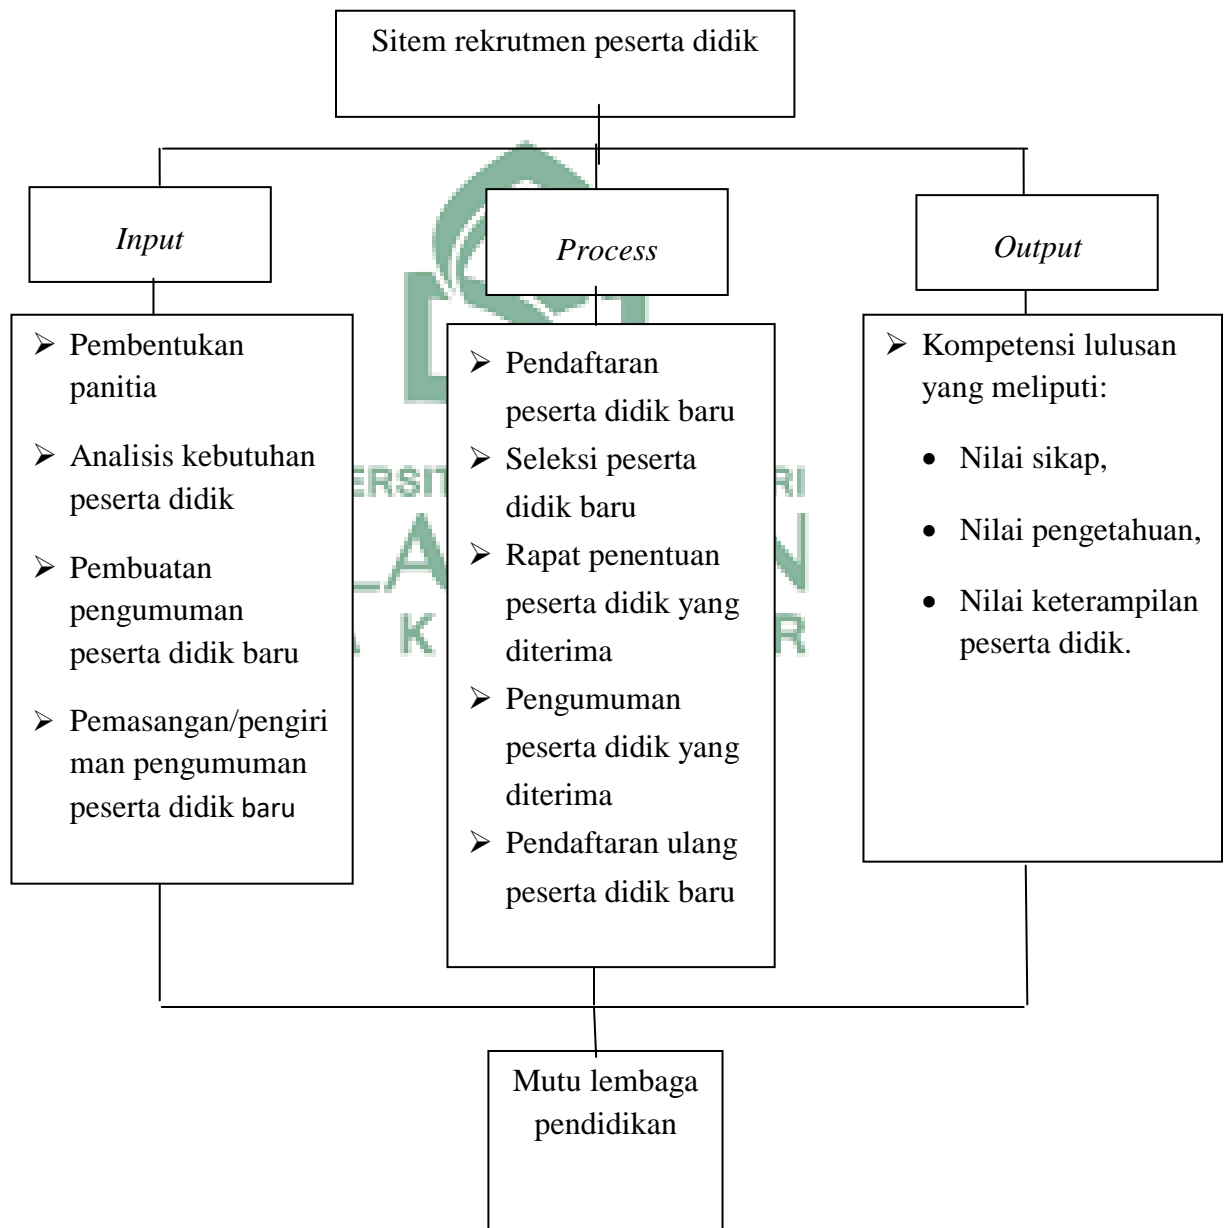 Sitem rekrutmen peserta didik
Input
Pembentukan
panitia
Analisis kebutuhan
peserta didik
Pembuatan
pengumuman
peserta didik baru
Pemasangan/pengiri
man pengumuman
peserta didik baru
Process
Pendaftaran
peserta didik baru
Seleksi peserta
didik baru
Rapat penentuan
peserta didik yang
diterima
Pengumuman
peserta didik yang
diterima
Pendaftaran ulang
peserta didik baru
Output
Kompetensi lulusan
yang meliputi:
Nilai sikap,
Nilai pengetahuan,
Nilai keterampilan
peserta didik.
Mutu lembaga
pendidikan